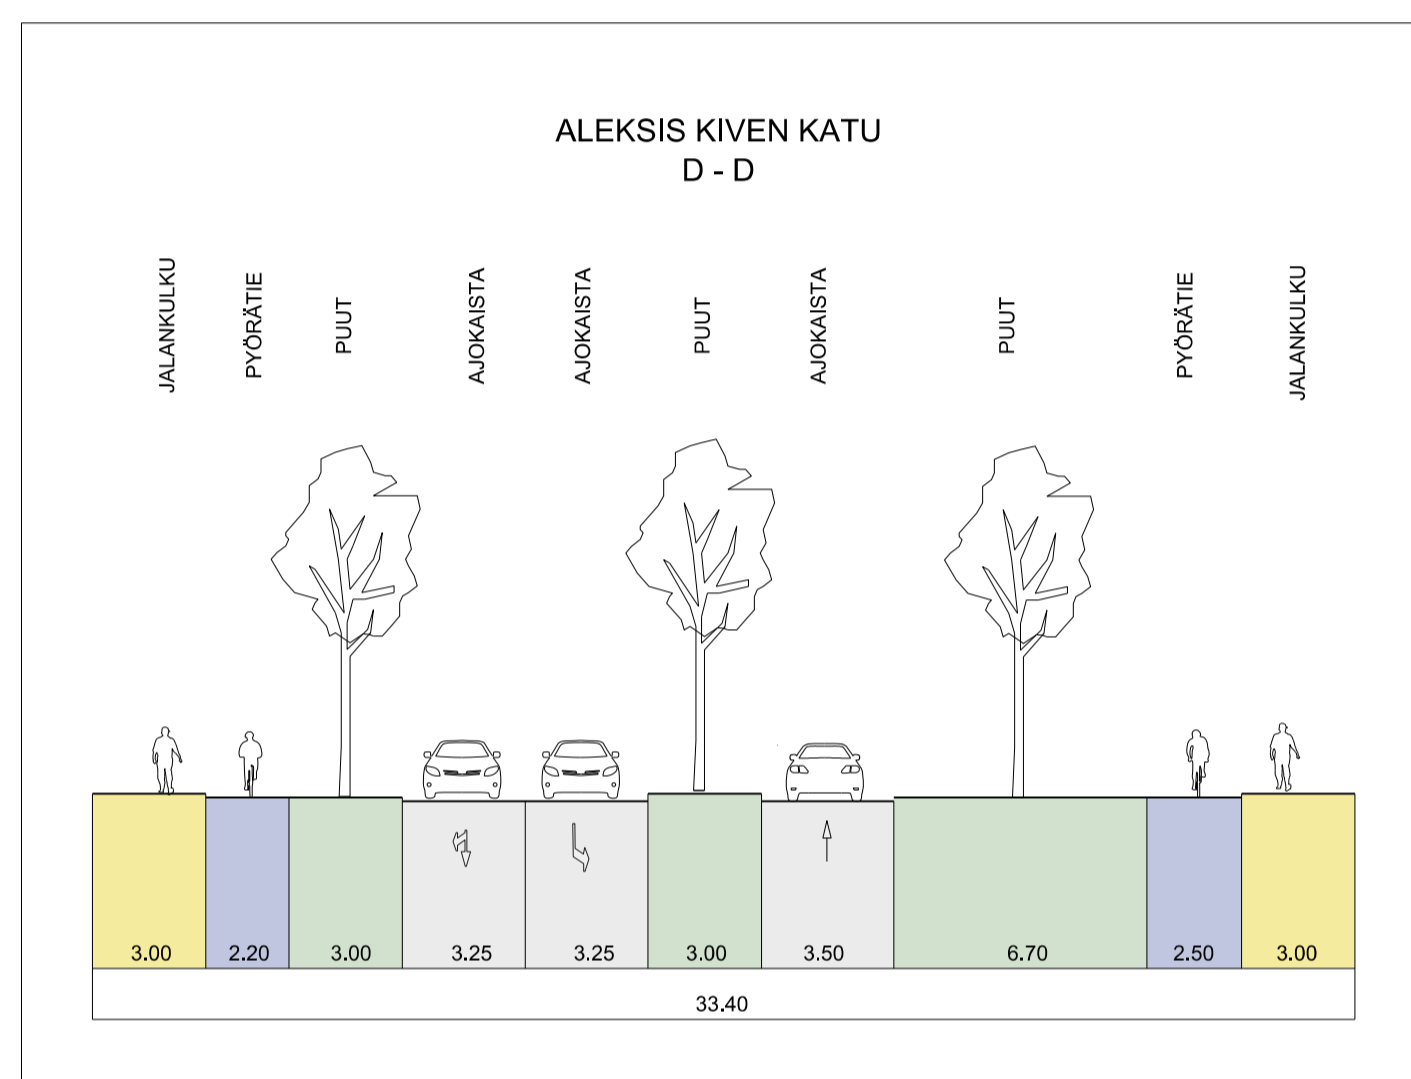 ALEKSIS KIVEN KATU
D - D
JALANKULKU
PYÖRÄTIE
PUUT
AJOKAISTA
AJOKAISTA
PUUT
AJOKAISTA
PUUT
PYÖRÄTIE
JALANKULKU
3.00
2.20
3.00
3.25
3.25
3.00
3.50
6.70
2.50
3.00
33.40